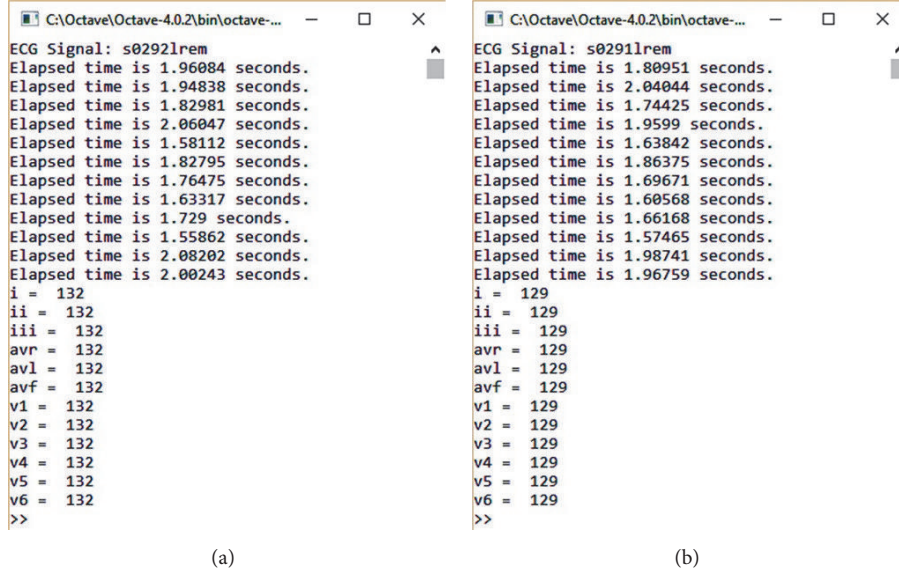 C:\Octave\Octave-4.0.2\bin\octave-...
ECG Signal: s0292lrem
Elapsed time is 1.96084 seconds.
Elapsed time is 1.94838 seconds.
Elapsed time is 1.82981 seconds.
Elapsed time is 2.06047 seconds.
Elapsed time is 1.58112 seconds.
Elapsed time is 1.82795 seconds.
Elapsed time is 1.76475 seconds.
Elapsed time is 1.63317 seconds.
Elapsed time is 1.729 seconds.
Elapsed time is 1.55862 seconds.
Elapsed time is 2.08202 seconds.
Elapsed time is 2.00243 seconds.
i = 132
ii = 132
iii = 132
avr = 132
avl = 132
avf = 132
v1 = 132
v2 = 132
v3 = 132
v4 = 132
v5 = 132
v6 = 132
>>
(a)
C:\Octave\Octave-4.0.2\bin\octave-...
ECG Signal: s0291lrem
Elapsed time is 1.80951 seconds.
Elapsed time is 2.04044 seconds.
Elapsed time is 1.74425 seconds.
Elapsed time is 1.9599 seconds.
Elapsed time is 1.63842 seconds.
Elapsed time is 1.86375 seconds.
Elapsed time is 1.69671 seconds.
Elapsed time is 1.60568 seconds.
Elapsed time is 1.66168 seconds.
Elapsed time is 1.57465 seconds.
Elapsed time is 1.98741 seconds.
Elapsed time is 1.96759 seconds.
i = 129
ii = 129
iii = 129
avr = 129
avl = 129
avf = 129
v1 = 129
v2 = 129
v3 = 129
v4 = 129
v5 = 129
v6 = 129
>>
(b)